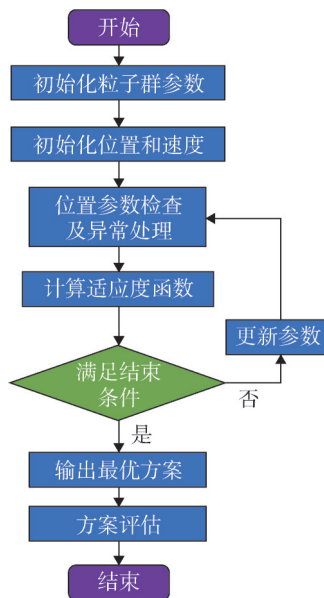 开始
初始化粒子群参数
初始化位置和速度
位置参数检查
及异常处理
计算适应度函数
更新参数
满足结束
条件
否
是
输出最优方案
方案评估
结束